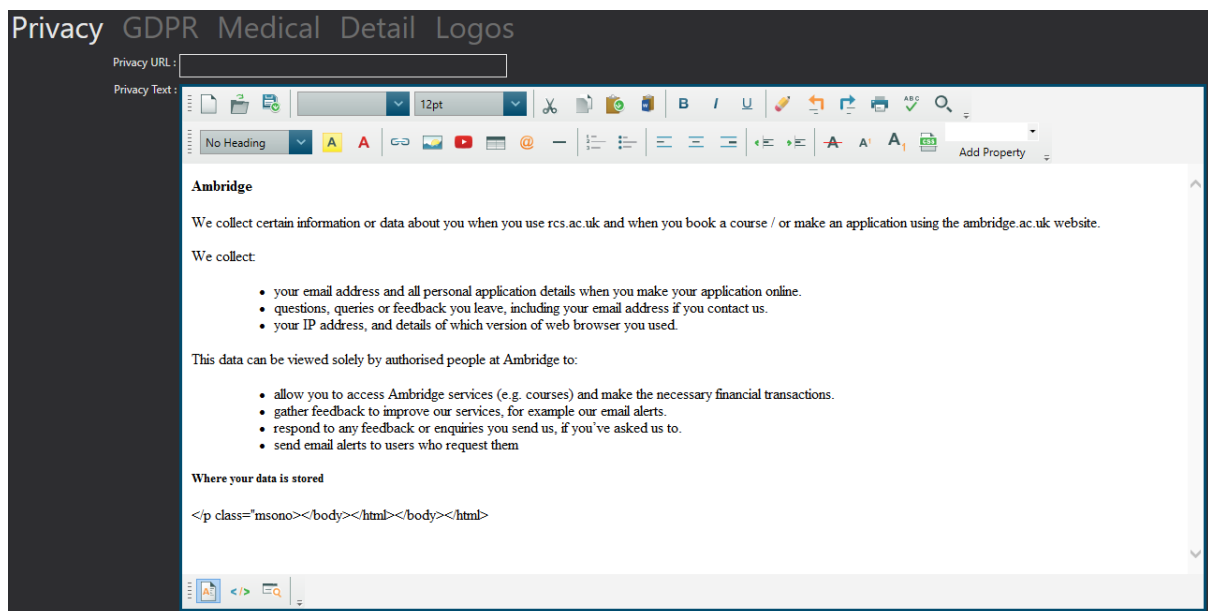 Privacy GDPR Medical Detail Logos
Privacy URL :
Privacy Text :
12pt
B I U
ABC
No Heading
A A
@
A A¹ A₁
css
Add Property
Ambridge
We collect certain information or data about you when you use rcs.ac.uk and when you book a course / or make an application using the ambridge.ac.uk website.
We collect:
• your email address and all personal application details when you make your application online.
• questions, queries or feedback you leave, including your email address if you contact us.
• your IP address, and details of which version of web browser you used.
This data can be viewed solely by authorised people at Ambridge to:
• allow you to access Ambridge services (e.g. courses) and make the necessary financial transactions.
• gather feedback to improve our services, for example our email alerts.
• respond to any feedback or enquiries you send us, if you’ve asked us to.
• send email alerts to users who request them
Where your data is stored
</p class="msono></body></html></body></html>